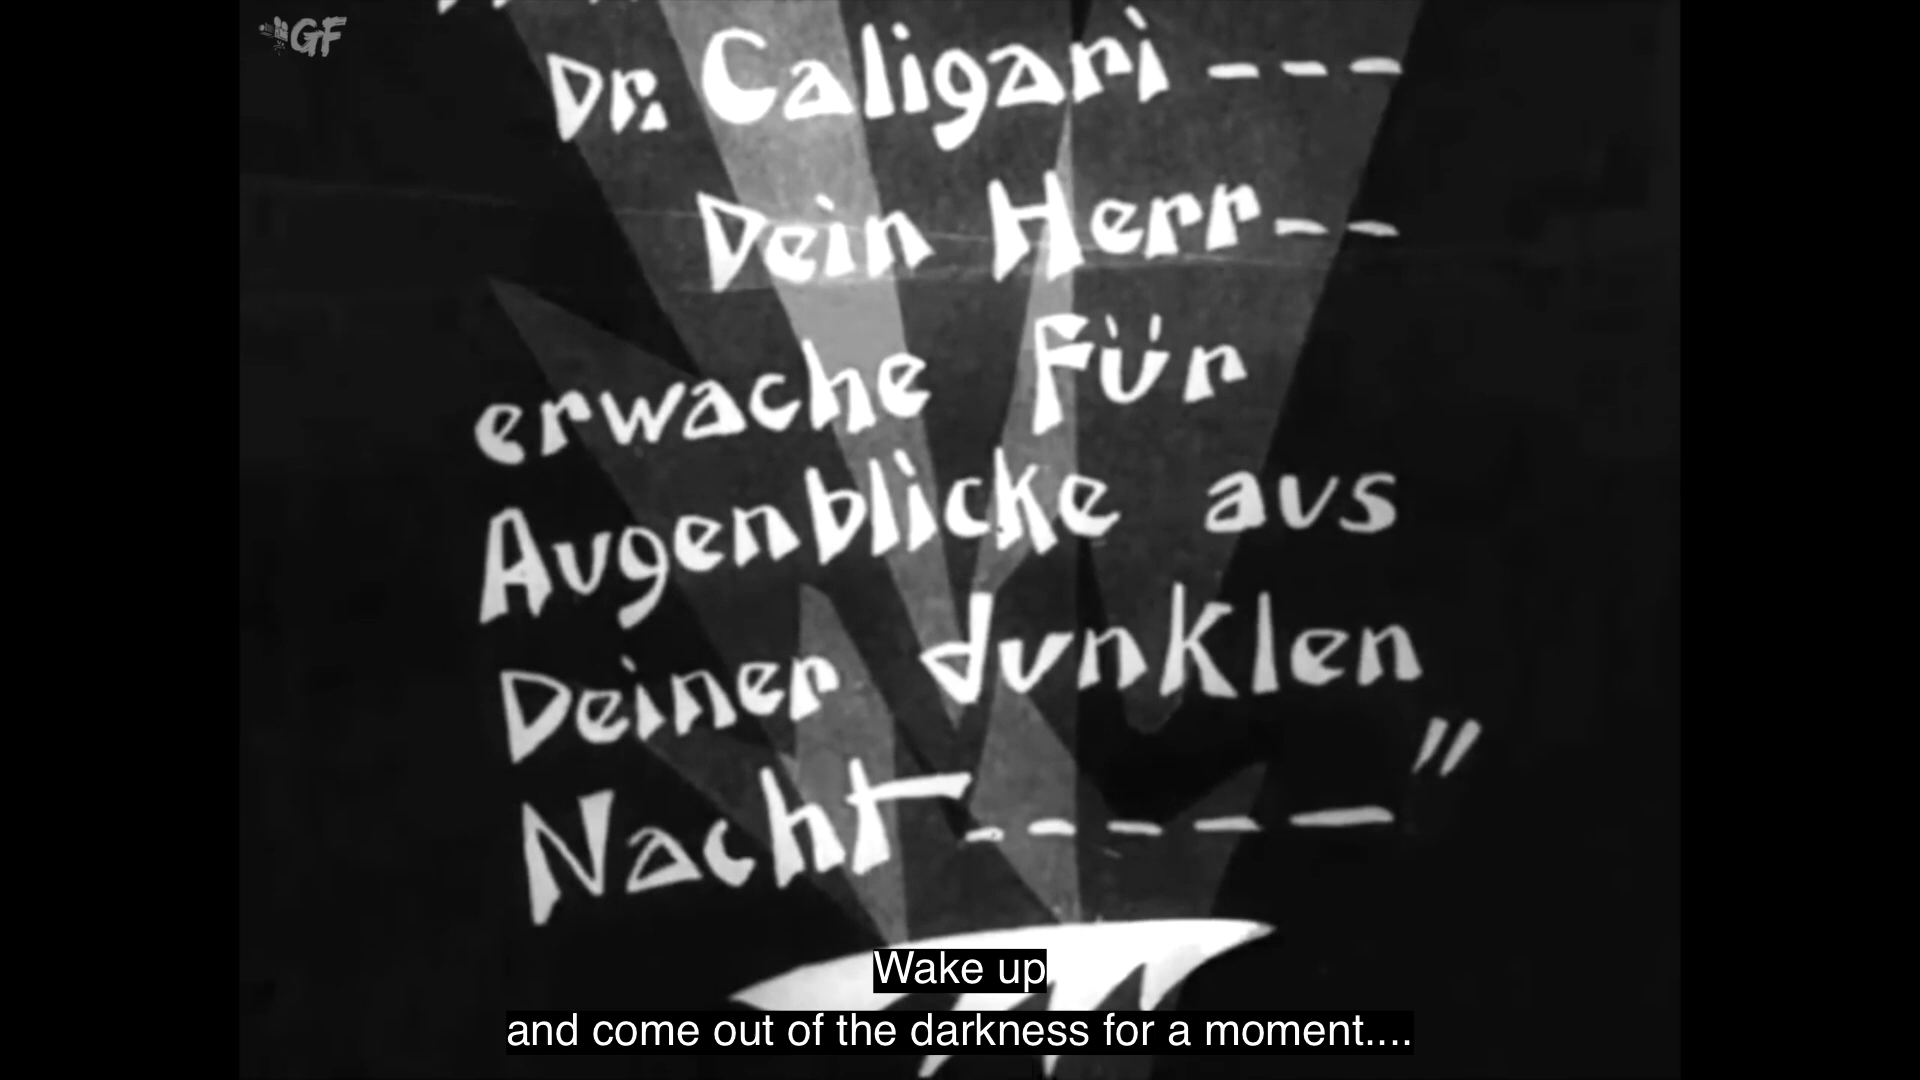 GF
Dr. Caligari ---
Dein Herr--
erwache Für
Augenblicke aus
Deiner dunklen
Nacht-----"
Wake up
and come out of the darkness for a moment....